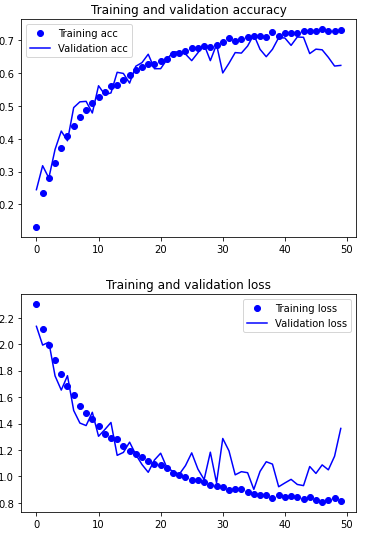 Training and validation accuracy
Training acc
Validation acc
0.7
0.6
0.5
0.4
0.3
0.2
0 10 20 30 40 50
Training and validation loss
Training loss
Validation loss
2.2
2.0
1.8
1.6
1.4
1.2
1.0
0.8
0 10 20 30 40 50